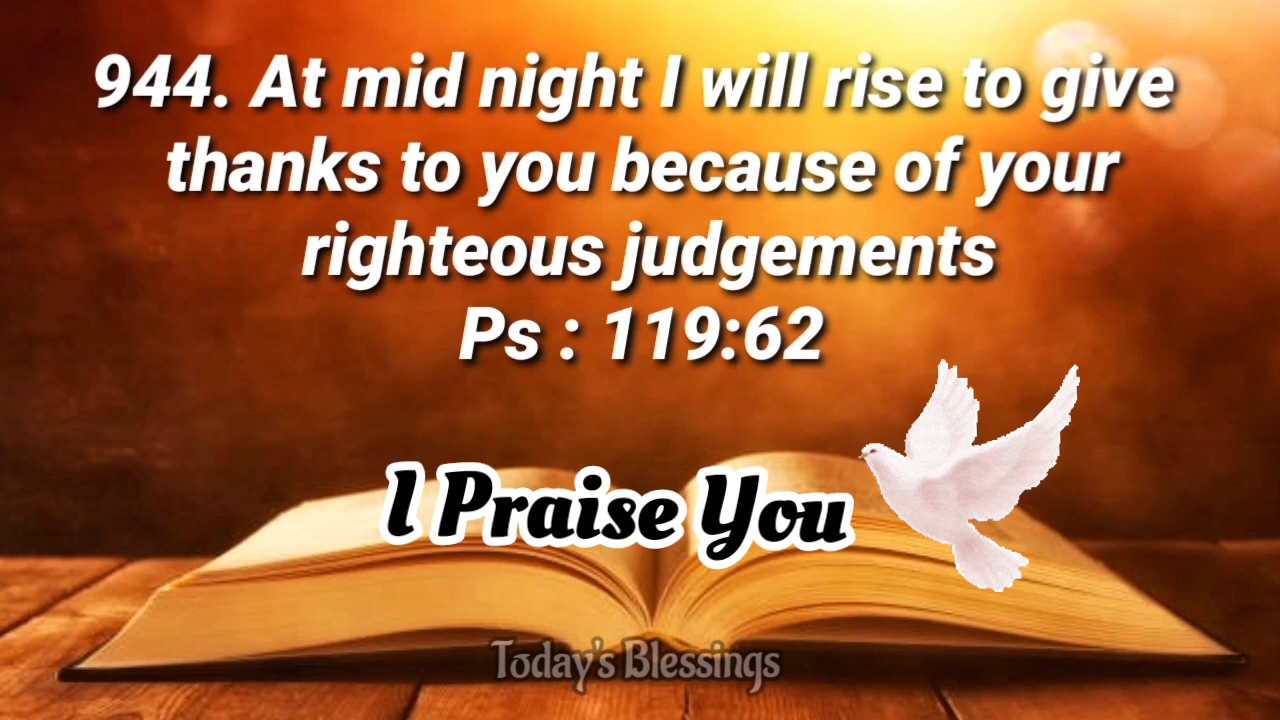 944. At mid night I will rise to give
thanks to you because of your
righteous judgements
Ps : 119:62
I Praise You
Today's Blessings